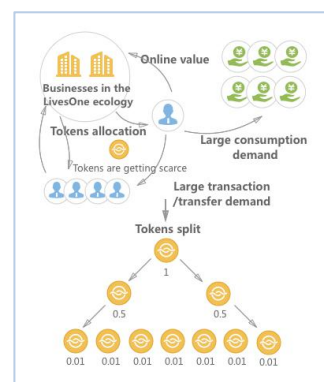 Online value
Businesses in the
LivesOne ecology
Tokens allocation
Large consumption
demand
Tokens are getting scarce
Large transaction
/transfer demand
Tokens split
1
0.5
0.5
0.01
0.01
0.01
0.01
0.01
0.01
0.01